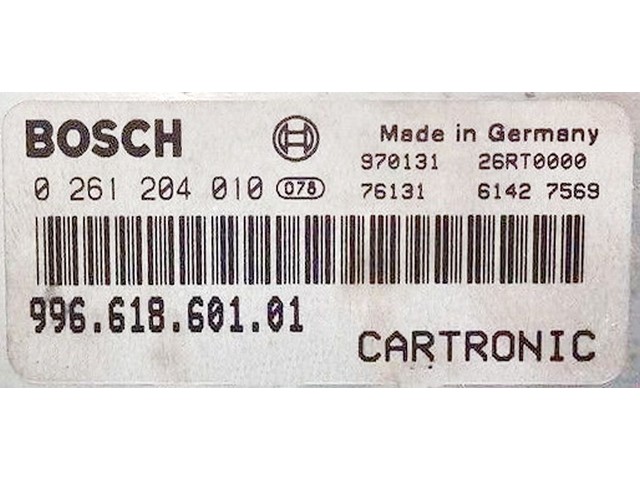 BOSCH Made in Germany
970131 26RT0000
0 261 204 010 078 76131 6142 7569
996.618.601.01
CARTRONIC